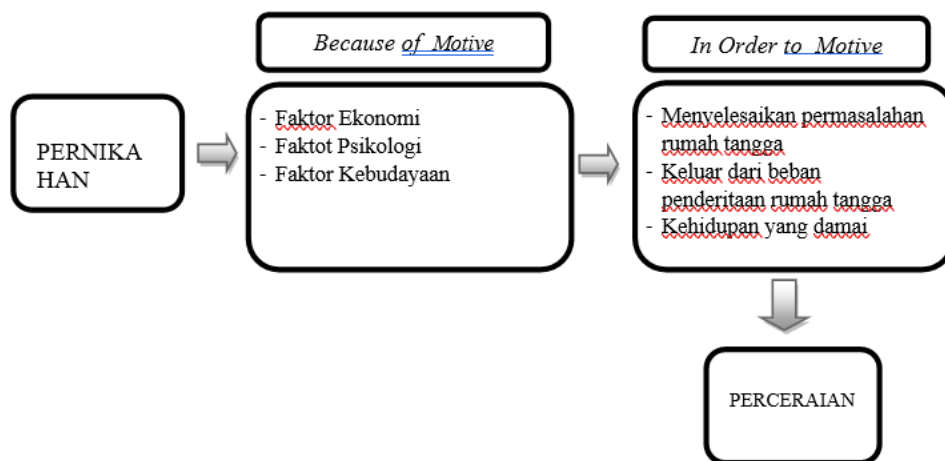 Because of Motive
In Order to Motive
PERNIKA
HAN
- Faktor Ekonomi
- Faktot Psikologi
- Faktor Kebudayaan
- Menyelesaikan permasalahan
rumah tangga
- Keluar dari beban
penderitaan rumah tangga
- Kehidupan yang damai
PERCERAIAN